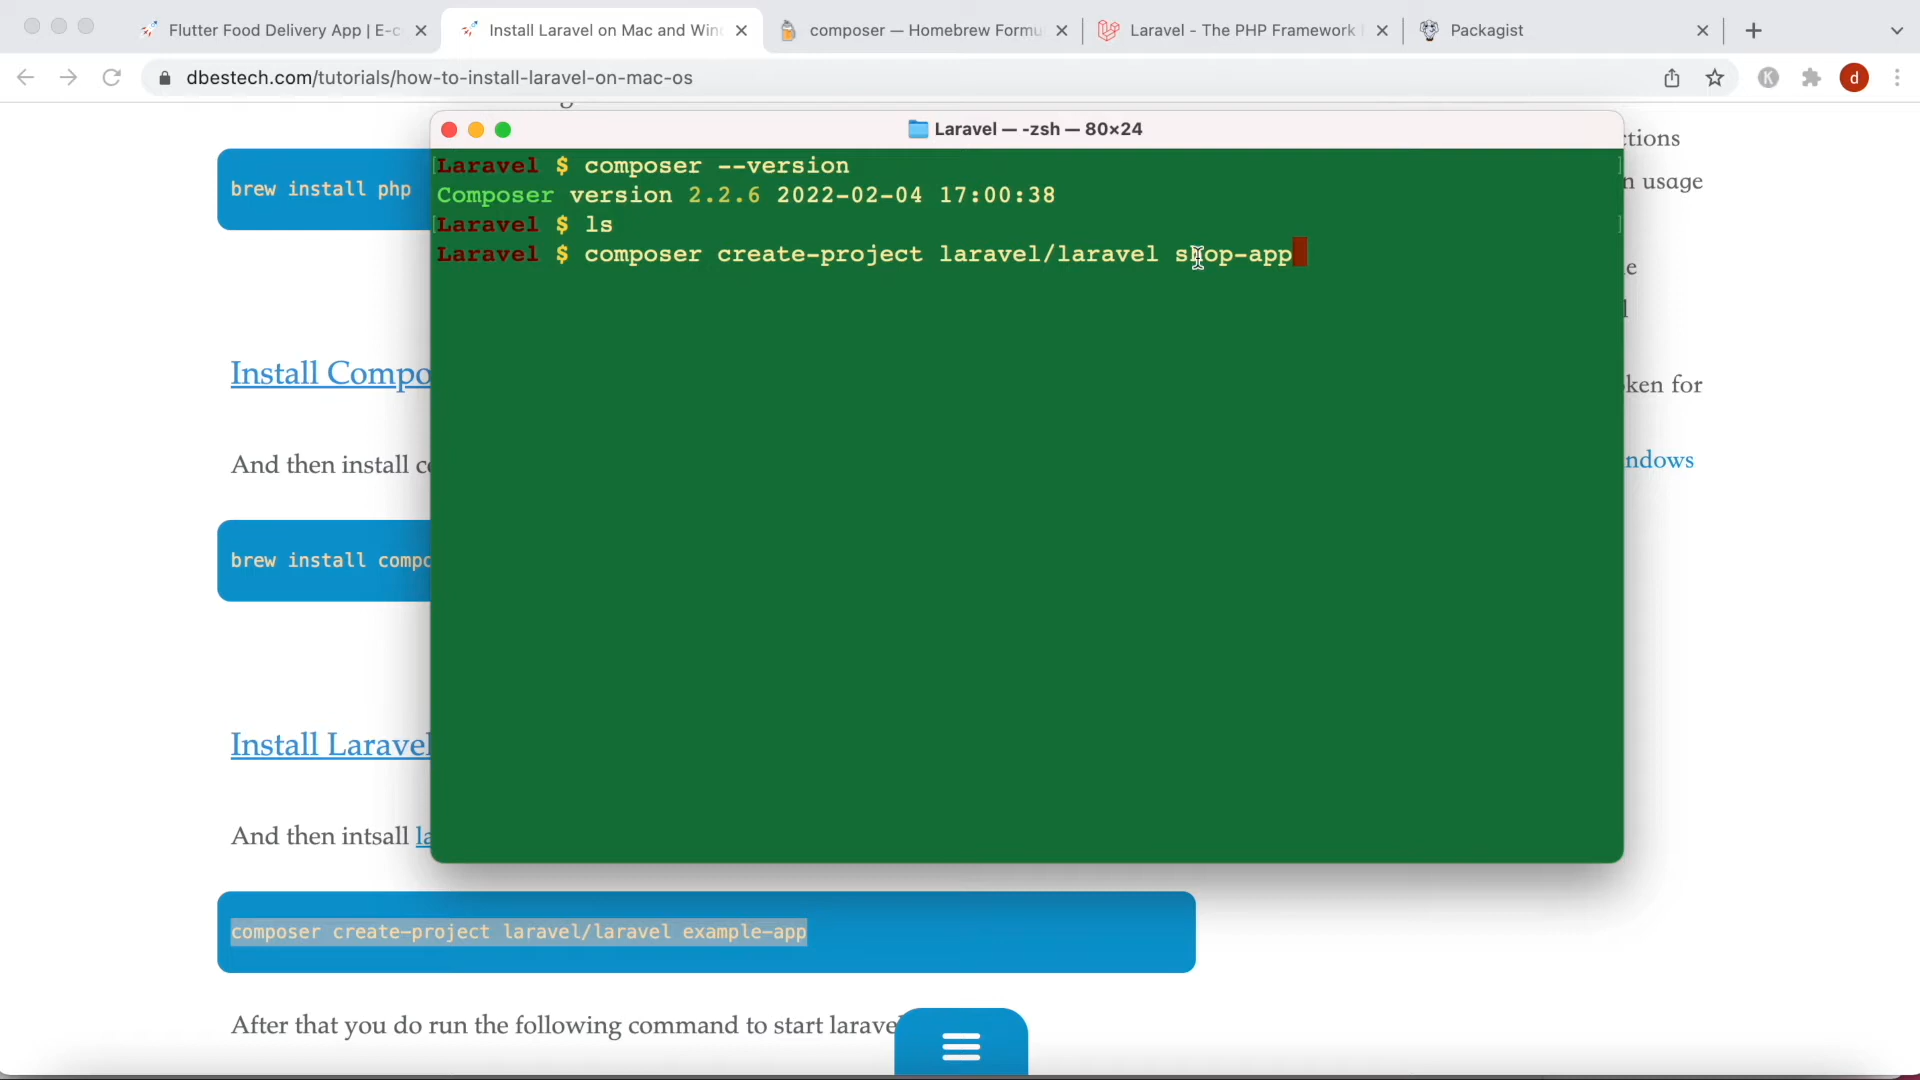 Flutter Food Delivery App | E-c
Install Laravel on Mac and Win
composer — Homebrew Formu
Laravel - The PHP Framework
Packagist
dbestech.com/tutorials/how-to-install-laravel-on-mac-os
K
d
Laravel — -zsh — 80×24
Laravel $ composer --version
Composer version 2.2.6 2022-02-04 17:00:38
Laravel $ ls
Laravel $ composer create-project laravel/laravel shop-app
brew install php
Install Compo
And then install co
brew install compo
Install Laravel
And then intsall la
composer create-project laravel/laravel example-app
After that you do run the following command to start larave
ctions
n usage
e
l
ken for
ndows